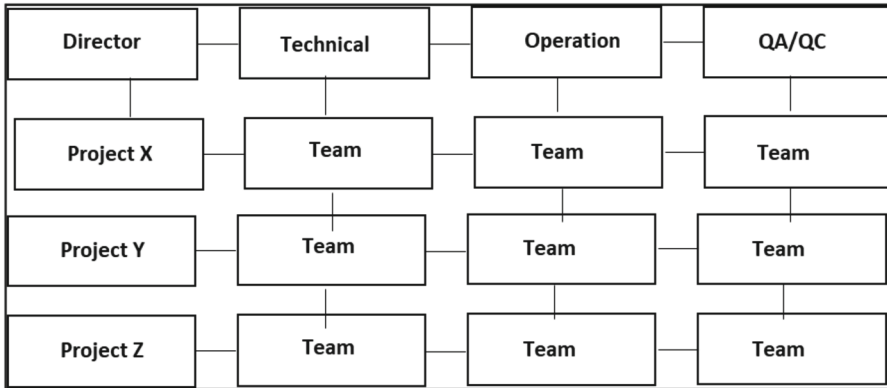 Director
Technical
Operation
QA/QC
Project X
Team
Team
Team
Project Y
Team
Team
Team
Project Z
Team
Team
Team